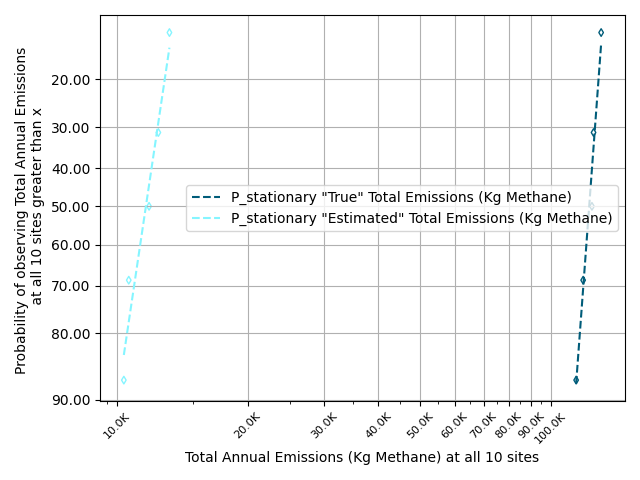 Probability of observing Total Annual Emissions
at all 10 sites greater than x
20.00
30.00
40.00
50.00
60.00
70.00
80.00
90.00
P_stationary "True" Total Emissions (Kg Methane)
P_stationary "Estimated" Total Emissions (Kg Methane)
10.0K
20.0K
30.0K
40.0K
50.0K
60.0K
70.0K
80.0K
90.0K
100.0K
Total Annual Emissions (Kg Methane) at all 10 sites